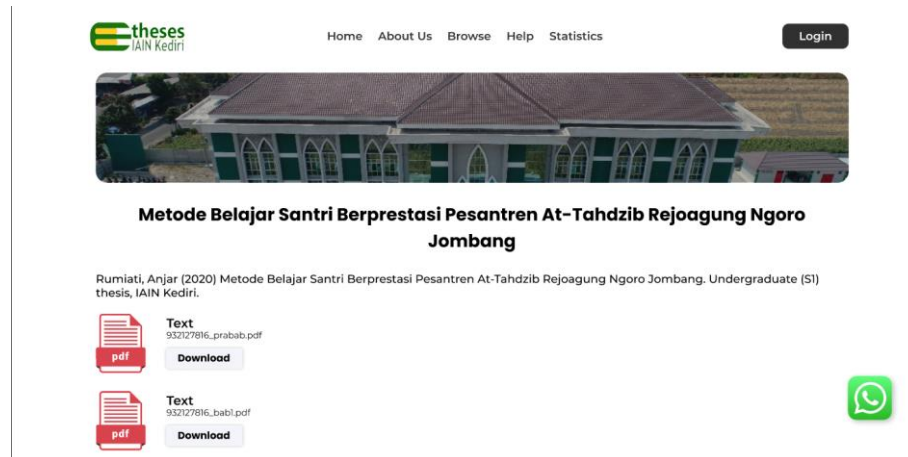 etheses
IAIN Kediri
Home About Us Browse Help Statistics
Login
Metode Belajar Santri Berprestasi Pesantren At-Tahdzib Rejoagung Ngoro
Jombang
Rumiati, Anjar (2020) Metode Belajar Santri Berprestasi Pesantren At-Tahdzib Rejoagung Ngoro Jombang. Undergraduate (S1)
thesis, IAIN Kediri.
Text
932127816_prabab.pdf
pdf
Download
Text
932127816_bab1.pdf
pdf
Download